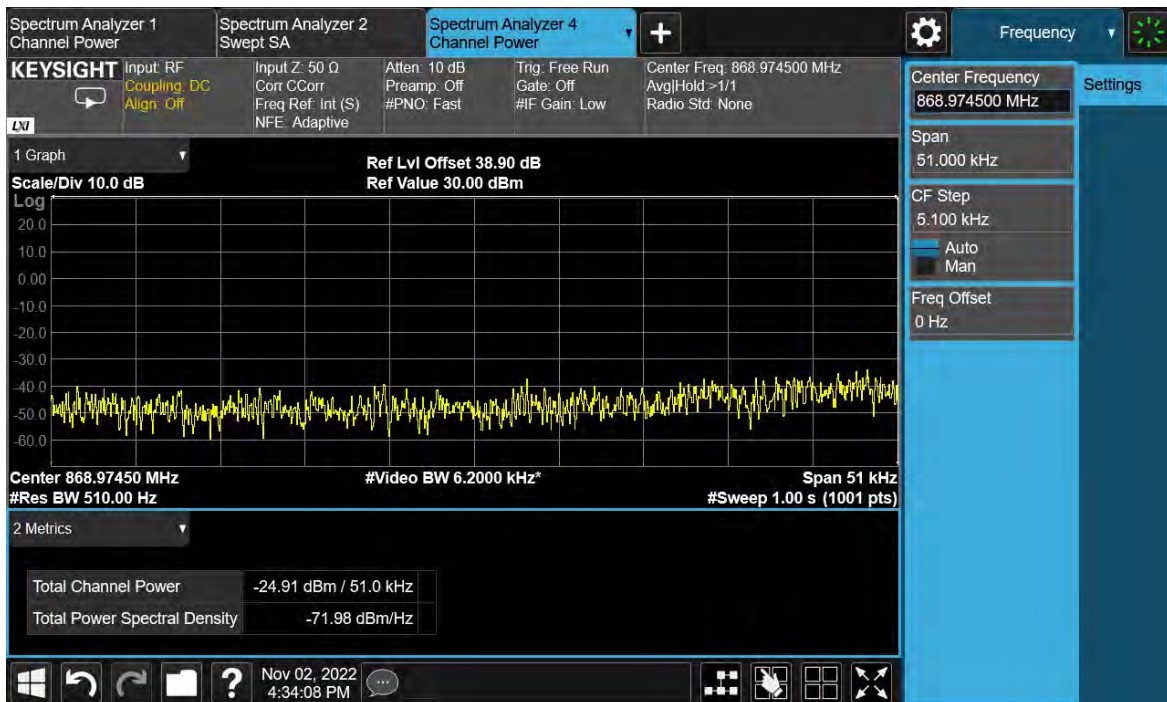 Spectrum Analyzer 1
Channel Power
Spectrum Analyzer 2
Swept SA
Spectrum Analyzer 4
Channel Power
Frequency
KEYSIGHT
LXI
Input: RF
Coupling: DC
Align: Off
Input Z: 50 Ω
Corr CCorr
Freq Ref: Int (S)
NFE: Adaptive
Atten: 10 dB
Preamp: Off
#PNO: Fast
Trig: Free Run
Gate: Off
#IF Gain: Low
Center Freq: 868.974500 MHz
Avg|Hold:>1/1
Radio Std: None
Center Frequency
868.974500 MHz
Settings
Span
51.000 kHz
CF Step
5.100 kHz
Auto
Man
Freq Offset
0 Hz
1 Graph
Scale/Div 10.0 dB
Ref Lvl Offset 38.90 dB
Ref Value 30.00 dBm
Log
20.0
10.0
0.00
-10.0
-20.0
-30.0
-40.0
-50.0
-60.0
Center 868.97450 MHz
#Video BW 6.2000 kHz*
Span 51 kHz
#Res BW 510.00 Hz
#Sweep 1.00 s (1001 pts)
2 Metrics
Total Channel Power
-24.91 dBm / 51.0 kHz
Total Power Spectral Density
-71.98 dBm/Hz
?
Nov 02, 2022
4:34:08 PM